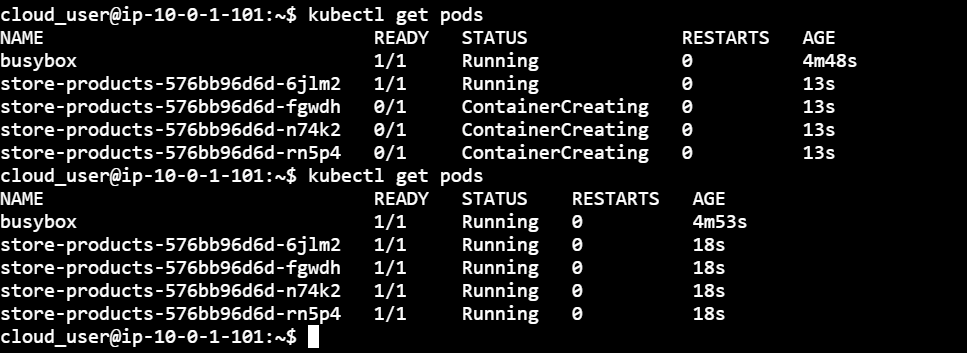 cloud_user@ip-10-0-1-101:~$ kubectl get pods
NAME                              READY   STATUS              RESTARTS   AGE
busybox                           1/1     Running             0          4m48s
store-products-576bb96d6d-6jlm2   1/1     Running             0          13s
store-products-576bb96d6d-fgwdh   0/1     ContainerCreating   0          13s
store-products-576bb96d6d-n74k2   0/1     ContainerCreating   0          13s
store-products-576bb96d6d-rn5p4   0/1     ContainerCreating   0          13s
cloud_user@ip-10-0-1-101:~$ kubectl get pods
NAME                              READY   STATUS    RESTARTS   AGE
busybox                           1/1     Running   0          4m53s
store-products-576bb96d6d-6jlm2   1/1     Running   0          18s
store-products-576bb96d6d-fgwdh   1/1     Running   0          18s
store-products-576bb96d6d-n74k2   1/1     Running   0          18s
store-products-576bb96d6d-rn5p4   1/1     Running   0          18s
cloud_user@ip-10-0-1-101:~$